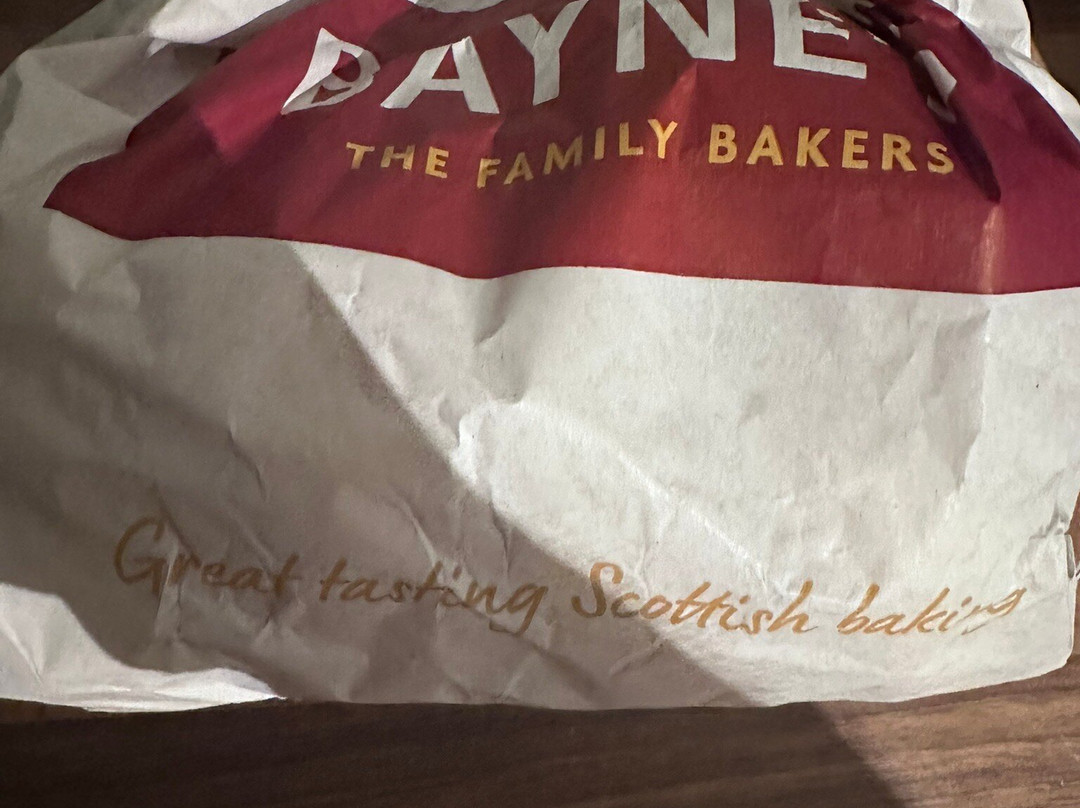 BAYNE'S
THE FAMILY BAKERS
Great tasting Scottish baking